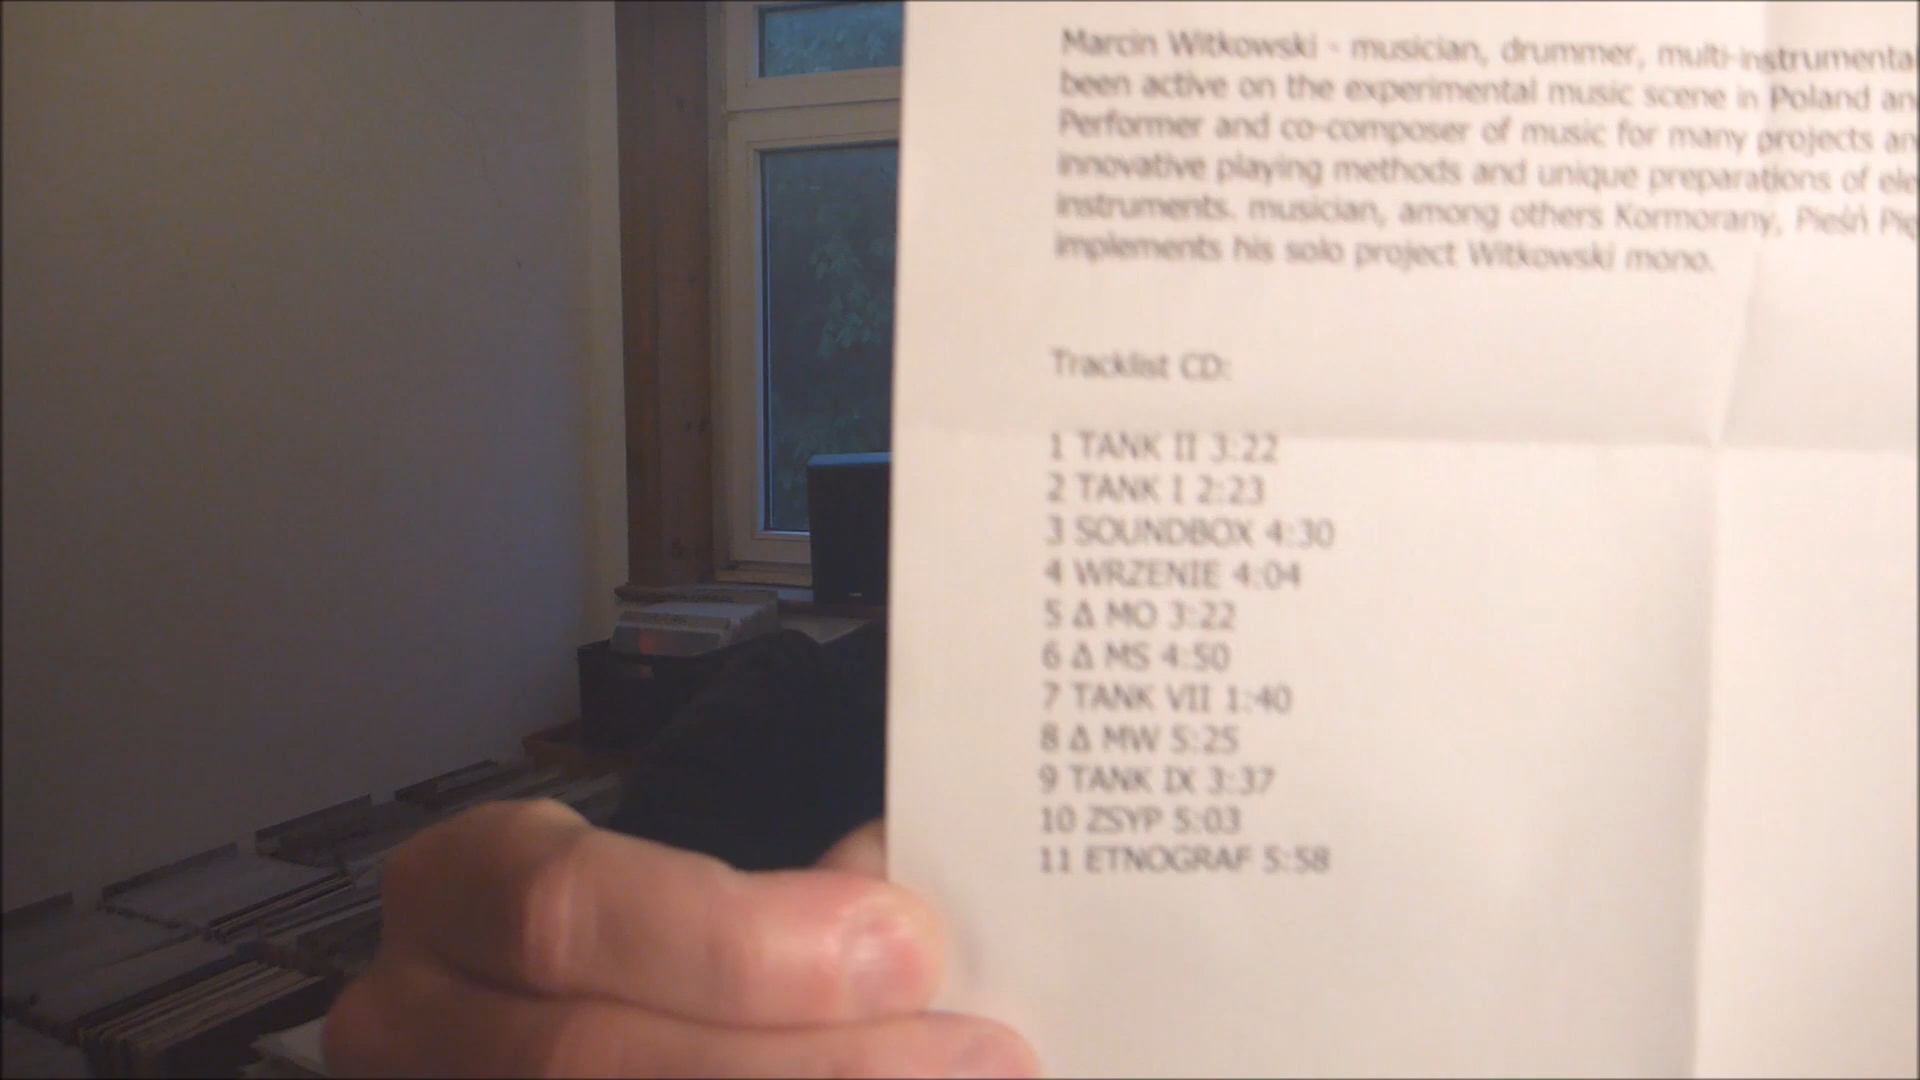 Marcin Witkowski - musician, drummer, multi-instrumenta
been active on the experimental music scene in Poland an
Performer and co-composer of music for many projects an
innovative playing methods and unique preparations of ele
instruments. musician, among others Kormorany, Pieśń Pię
implements his solo project Witkowski mono.
Tracklist CD:
1 TANK II 3:22
2 TANK I 2:23
3 SOUNDBOX 4:30
4 WRZENIE 4:04
5 Δ MO 3:22
6 Δ MS 4:50
7 TANK VII 1:40
8 Δ MW 5:25
9 TANK IX 3:37
10 ZSYP 5:03
11 ETNOGRAF 5:58